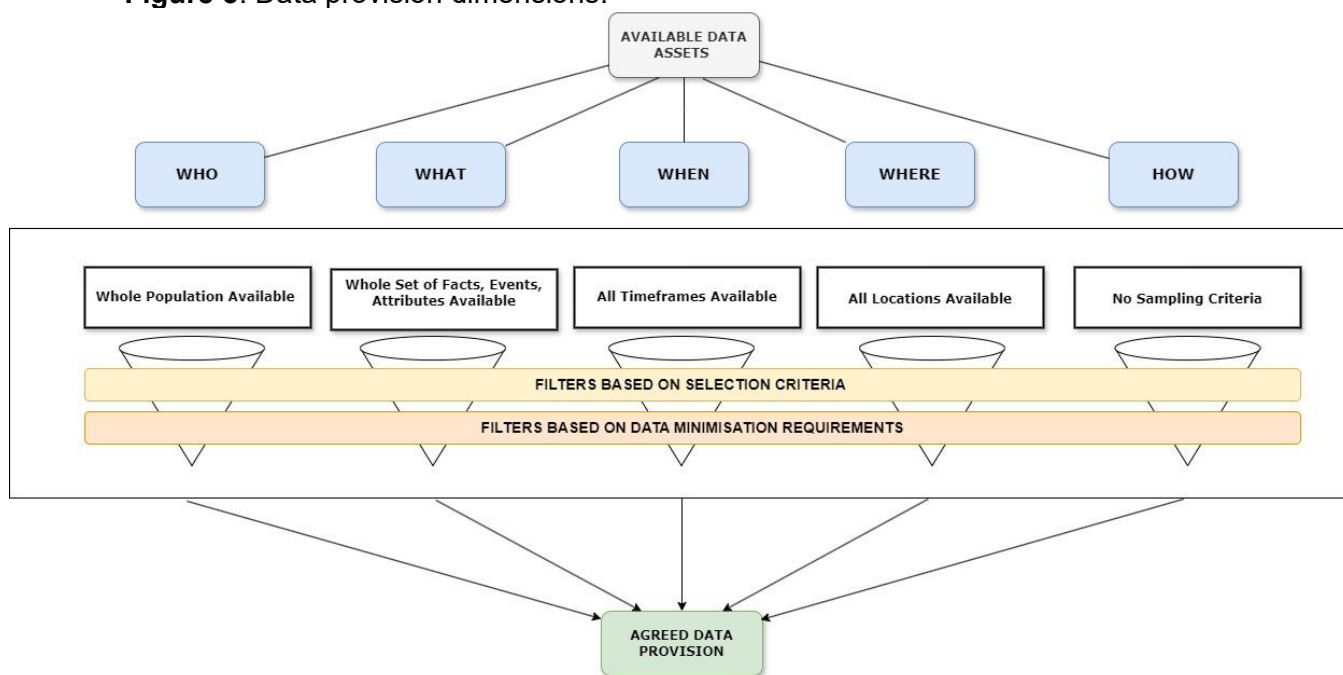 Figure 3. Data provision dimensions.
AVAILABLE DATA
ASSETS
WHO
WHAT
WHEN
WHERE
HOW
Whole Population Available
Whole Set of Facts, Events,
Attributes Available
All Timeframes Available
All Locations Available
No Sampling Criteria
FILTERS BASED ON SELECTION CRITERIA
FILTERS BASED ON DATA MINIMISATION REQUIREMENTS
AGREED DATA
PROVISION